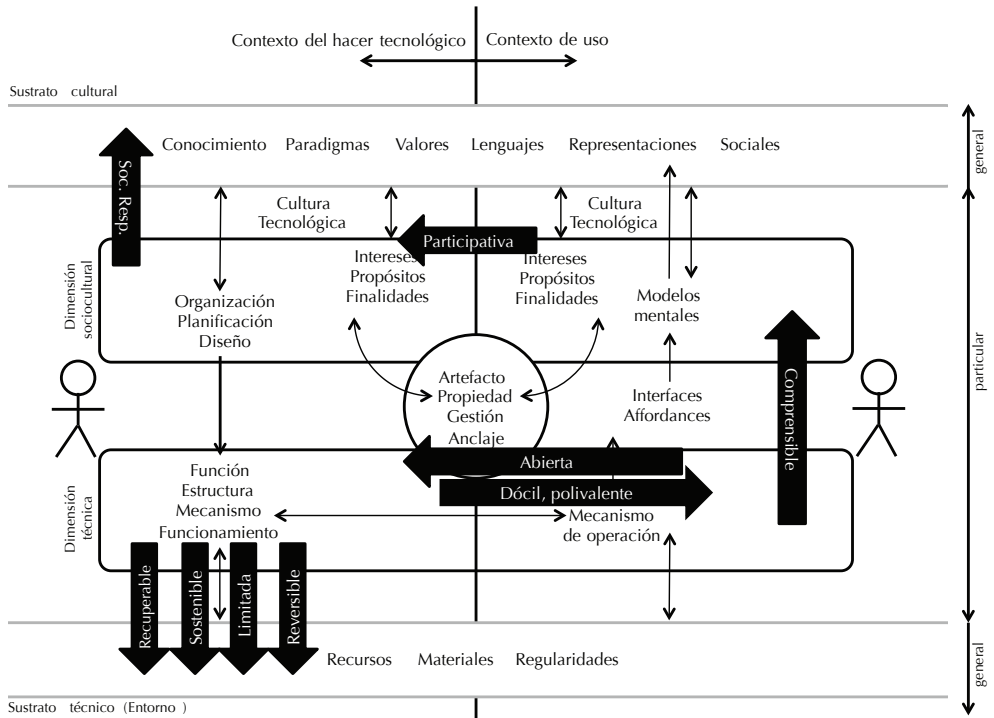 Contexto del hacer tecnológico
Contexto de uso
Sustrato cultural
Conocimiento Paradigmas Valores Lenguajes Representaciones Sociales
general
Soc. Resp.
Cultura
Tecnológica
Cultura
Tecnológica
Participativa
Dimensión
sociocultural
Organización
Planificación
Diseño
Intereses
Propósitos
Finalidades
Intereses
Propósitos
Finalidades
Modelos
mentales
particular
Artefacto
Propiedad
Gestión
Anclaje
Interfaces
Affordances
Comprensible
Abierta
Dócil, polivalente
Dimensión
técnica
Función
Estructura
Mecanismo
Funcionamiento
Mecanismo
de operación
Recuperable
Sostenible
Limitada
Reversible
Recursos Materiales Regularidades
general
Sustrato técnico (Entorno )